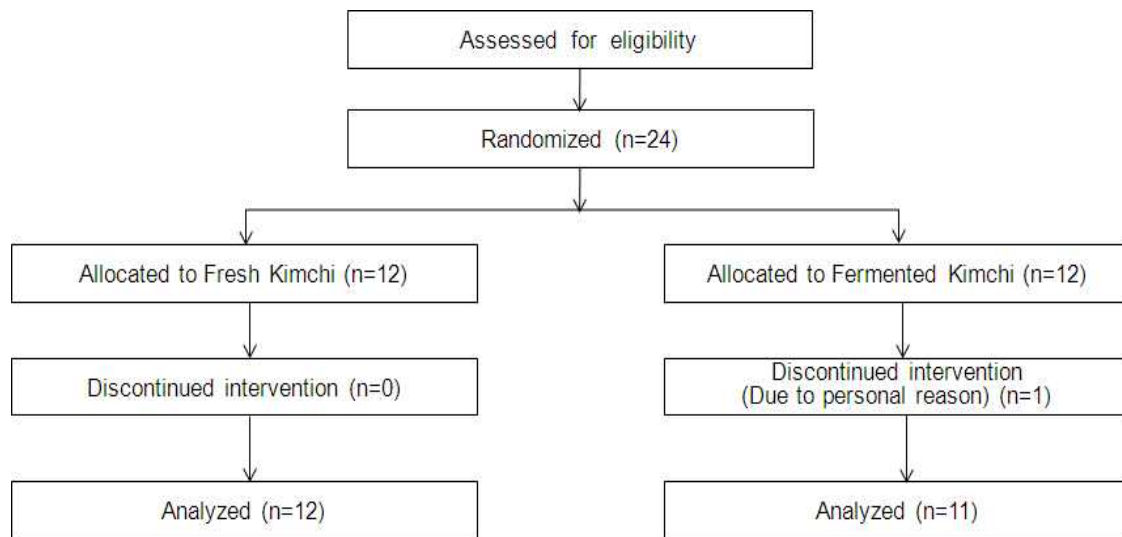 Assessed for eligibility
Randomized (n=24)
Allocated to Fresh Kimchi (n=12)
Allocated to Fermented Kimchi (n=12)
Discontinued intervention (n=0)
Discontinued intervention
(Due to personal reason) (n=1)
Analyzed (n=12)
Analyzed (n=11)